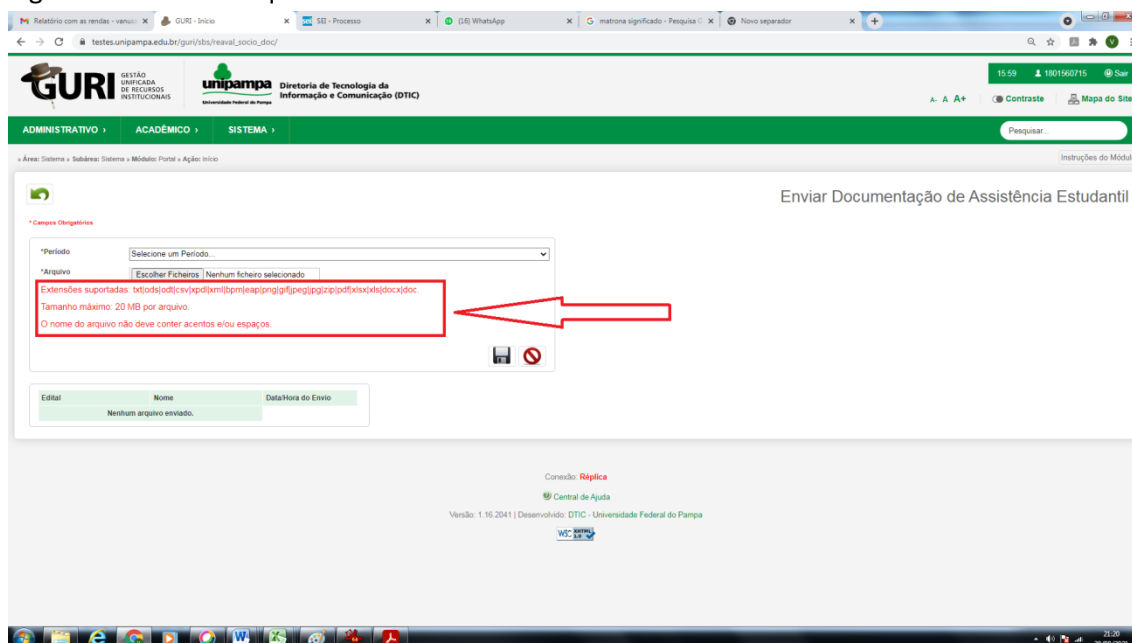 Relatório com as rendas - vanus
GURI - Início
SEI - Processo
(16) WhatsApp
matrona significado - Pesquisa
Novo separador
testes.unipampa.edu.br/guri/sbs/reaval_socio_doc/
GURI
GESTÃO
UNIFICADA
DE RECURSOS
INSTITUCIONAIS
unipampa
Universidade Federal do Pampa
Diretoria de Tecnologia da
Informação e Comunicação (DTIC)
15:59 1801560715 Sair
A- A A+ Contraste Mapa do Site
ADMINISTRATIVO › ACADÊMICO › SISTEMA ›
Pesquisar...
» Área: Sistema » Subárea: Sistema » Módulo: Portal » Ação: Início
Instruções do Módul
Enviar Documentação de Assistência Estudantil
* Campos Obrigatórios
*Período Selecione um Período...
*Arquivo Escolher Ficheiros Nenhum ficheiro selecionado
Extensões suportadas: txt|ods|odt|csv|xpdl|xml|bpm|eap|png|gif|jpeg|jpg|zip|pdf|xlsx|xls|docx|doc.
Tamanho máximo: 20 MB por arquivo.
O nome do arquivo não deve conter acentos e/ou espaços.
Edital Nome Data/Hora do Envio
Nenhum arquivo enviado.
Conexão: Réplica
Central de Ajuda
Versão: 1.16.2041 | Desenvolvido: DTIC - Universidade Federal do Pampa
W3C XHTML 1.0
21:20